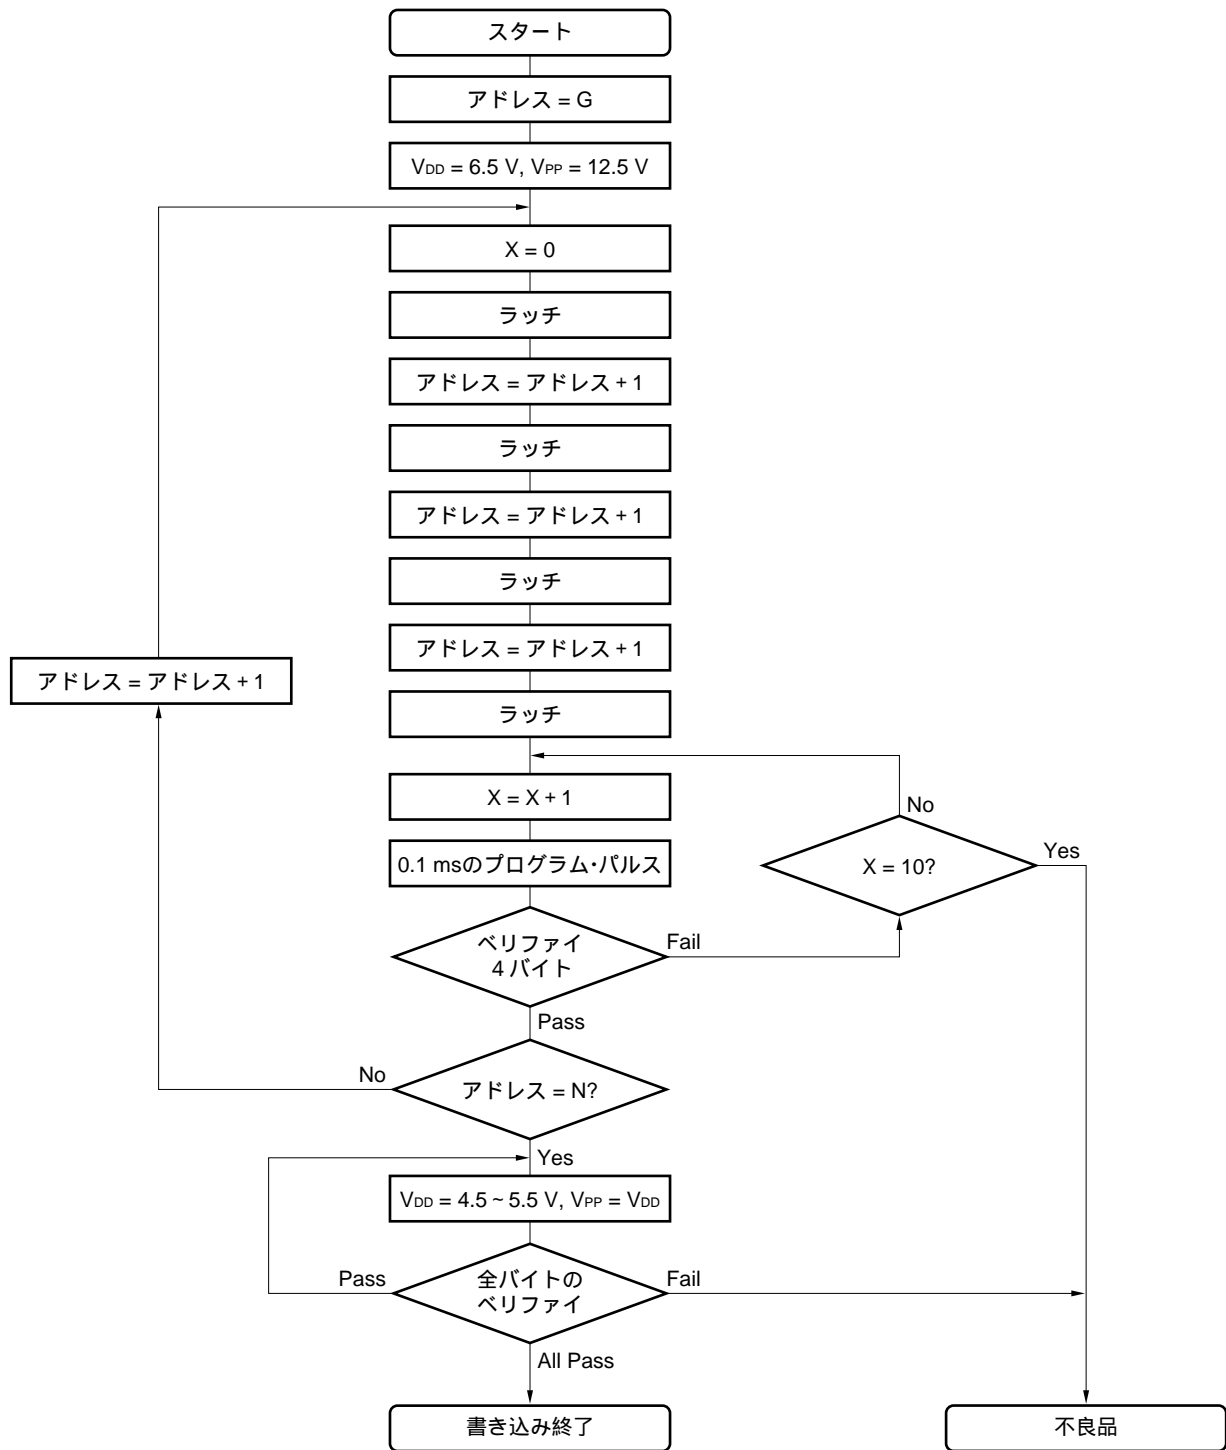 スタート
アドレス = G
VDD = 6.5 V, VPP = 12.5 V
X = 0
ラッチ
アドレス = アドレス + 1
ラッチ
アドレス = アドレス + 1
ラッチ
アドレス = アドレス + 1
アドレス = アドレス + 1
ラッチ
X = X + 1
No
0.1 msのプログラム・パルス
X = 10?
Yes
ベリファイ
4 バイト
Fail
Pass
No
アドレス = N?
Yes
VDD = 4.5 ~ 5.5 V, VPP = VDD
Pass
全バイトの
ベリファイ
Fail
All Pass
書き込み終了
不良品